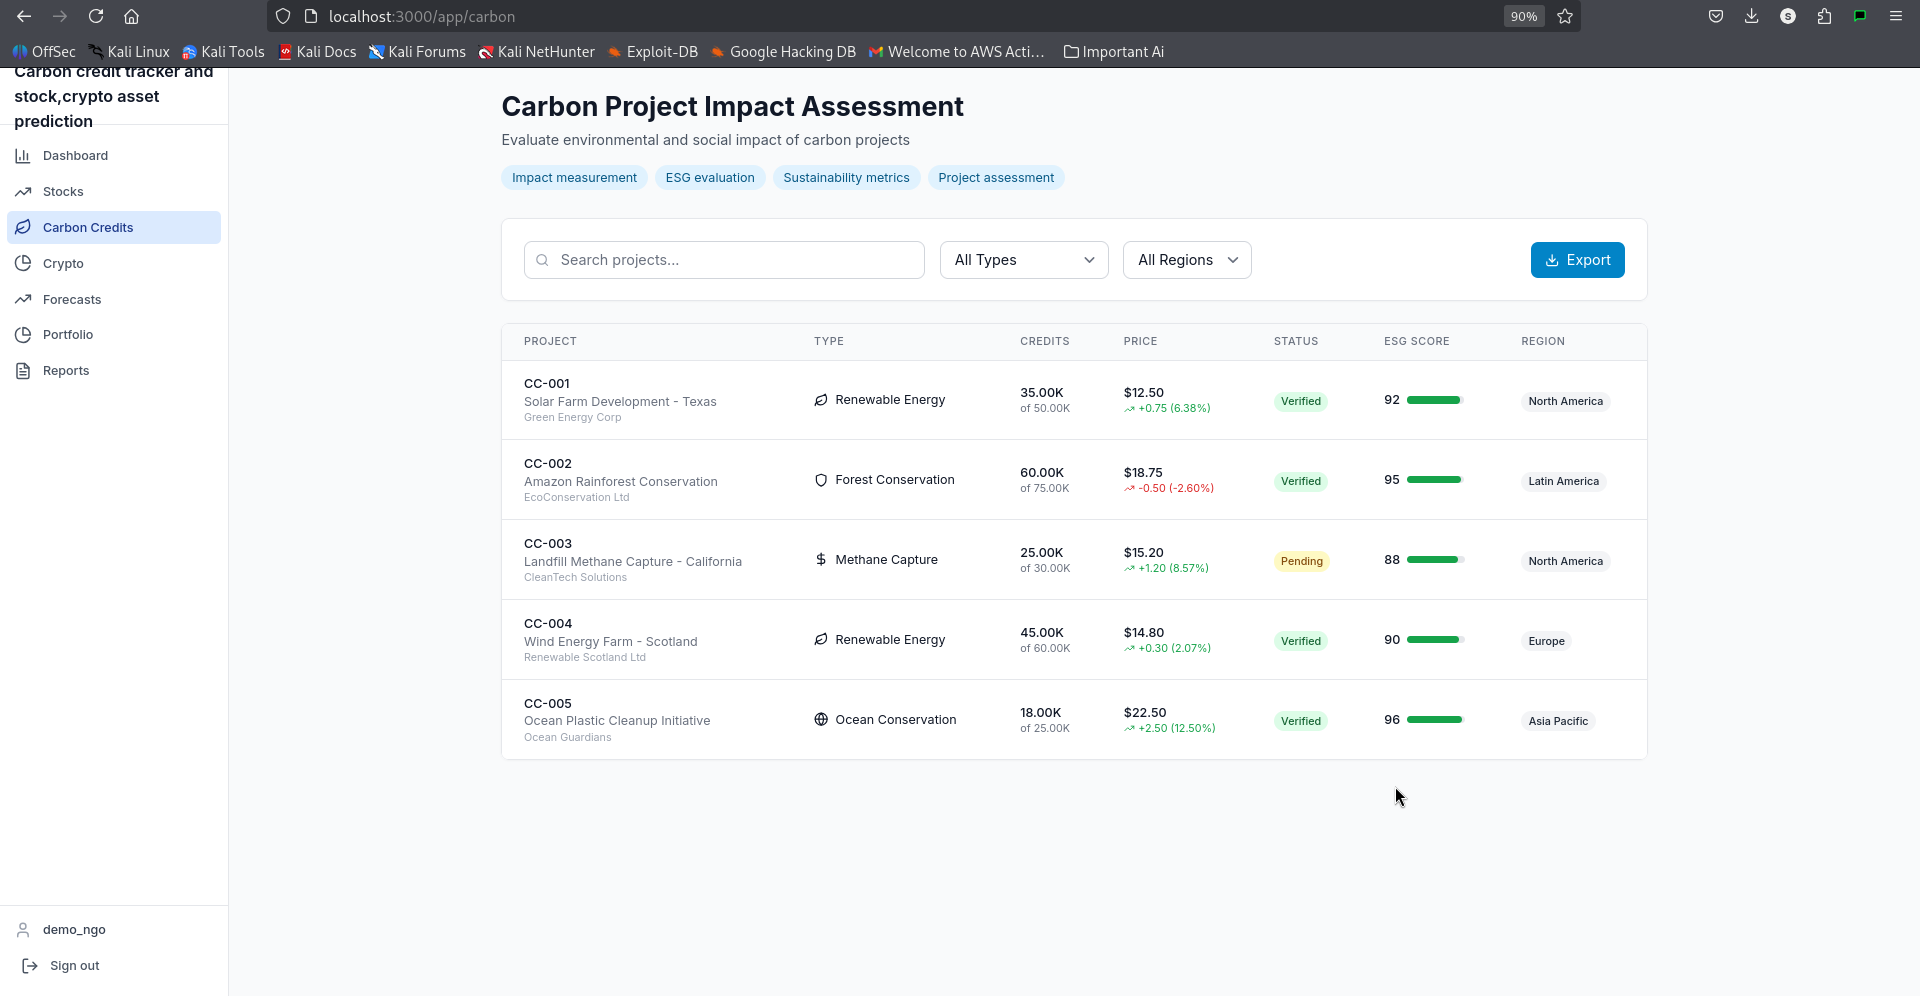 localhost:3000/app/carbon
90%
S
OffSec
Kali Linux
Kali Tools
Kali Docs
Kali Forums
Kali NetHunter
Exploit-DB
Google Hacking DB
Welcome to AWS Acti…
Important Ai
Carbon credit tracker and
stock,crypto asset
prediction
Dashboard
Stocks
Carbon Credits
Crypto
Forecasts
Portfolio
Reports
demo_ngo
Sign out
Carbon Project Impact Assessment
Evaluate environmental and social impact of carbon projects
Impact measurement
ESG evaluation
Sustainability metrics
Project assessment
Search projects...
All Types
All Regions
Export
PROJECT TYPE CREDITS PRICE STATUS ESG SCORE REGION
CC-001
Solar Farm Development - Texas
Green Energy Corp
Renewable Energy
35.00K
of 50.00K
$12.50
+0.75 (6.38%)
Verified
92
North America
CC-002
Amazon Rainforest Conservation
EcoConservation Ltd
Forest Conservation
60.00K
of 75.00K
$18.75
-0.50 (-2.60%)
Verified
95
Latin America
CC-003
Landfill Methane Capture - California
CleanTech Solutions
Methane Capture
25.00K
of 30.00K
$15.20
+1.20 (8.57%)
Pending
88
North America
CC-004
Wind Energy Farm - Scotland
Renewable Scotland Ltd
Renewable Energy
45.00K
of 60.00K
$14.80
+0.30 (2.07%)
Verified
90
Europe
CC-005
Ocean Plastic Cleanup Initiative
Ocean Guardians
Ocean Conservation
18.00K
of 25.00K
$22.50
+2.50 (12.50%)
Verified
96
Asia Pacific